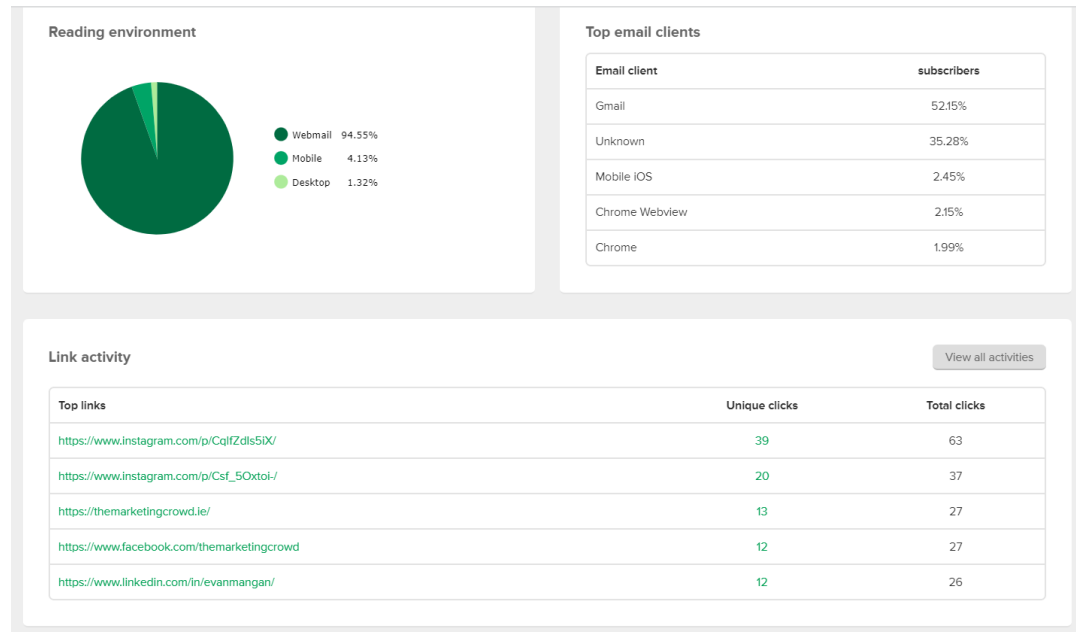 Reading environment
Webmail 94.55%
Mobile 4.13%
Desktop 1.32%
Top email clients
Email client subscribers
Gmail 52.15%
Unknown 35.28%
Mobile iOS 2.45%
Chrome Webview 2.15%
Chrome 1.99%
Link activity
View all activities
Top links Unique clicks Total clicks
https://www.instagram.com/p/CqlfZdIs5iX/ 39 63
https://www.instagram.com/p/Csf_5Oxtoi-/ 20 37
https://themarketingcrowd.ie/ 13 27
https://www.facebook.com/themarketingcrowd 12 27
https://www.linkedin.com/in/evanmangan/ 12 26